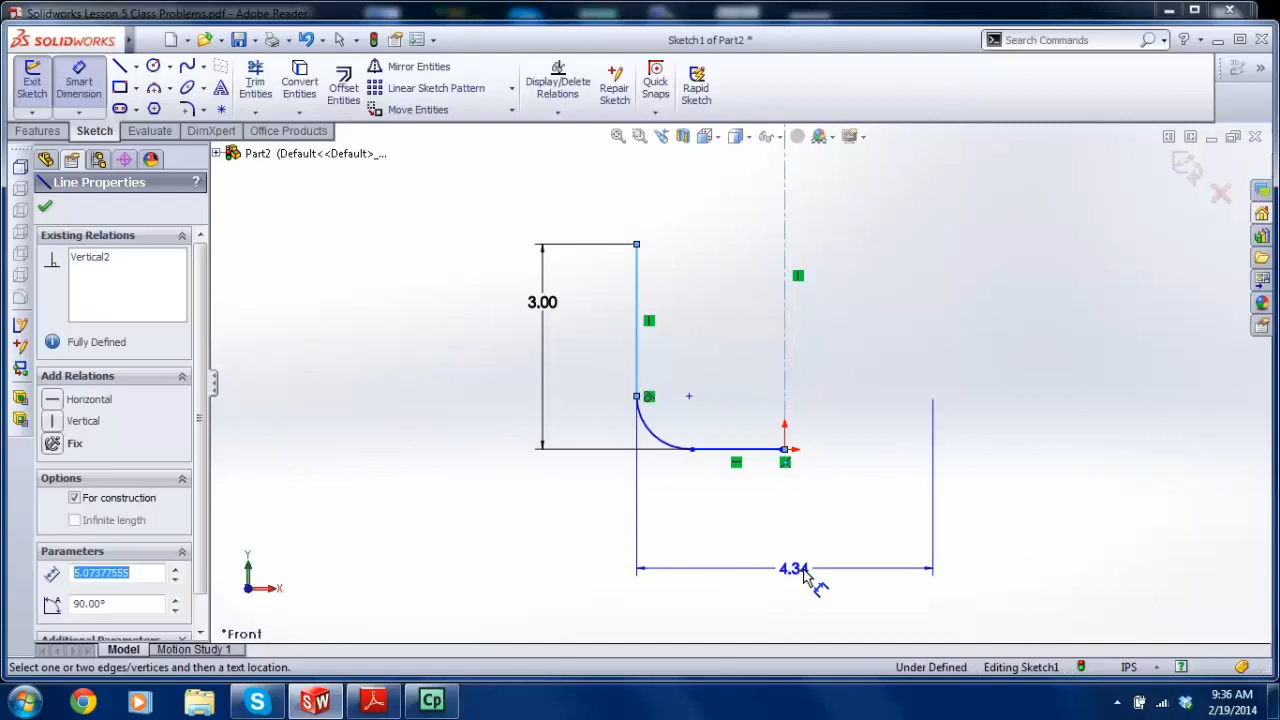 Solidworks Lesson 5 Class Problems.pdf - Adobe Reader
SOLIDWORKS
Sketch1 of Part2 *
Search Commands
Exit Sketch
Smart Dimension
Trim Entities
Convert Entities
Offset Entities
Mirror Entities
Linear Sketch Pattern
Move Entities
Display/Delete Relations
Repair Sketch
Quick Snaps
Rapid Sketch
Features
Sketch
Evaluate
DimXpert
Office Products
Part2 (Default<<Default>_...
Line Properties
?
Existing Relations
Vertical2
Fully Defined
Add Relations
Horizontal
Vertical
Fix
Options
For construction
Infinite length
Parameters
5.07377555
90.00°
Additional Parameters
3.00
4.34
Y
X
*Front
Model
Motion Study 1
Select one or two edges/vertices and then a text location.
Under Defined
Editing Sketch1
IPS
?
S
SW
Cp
9:36 AM
2/19/2014